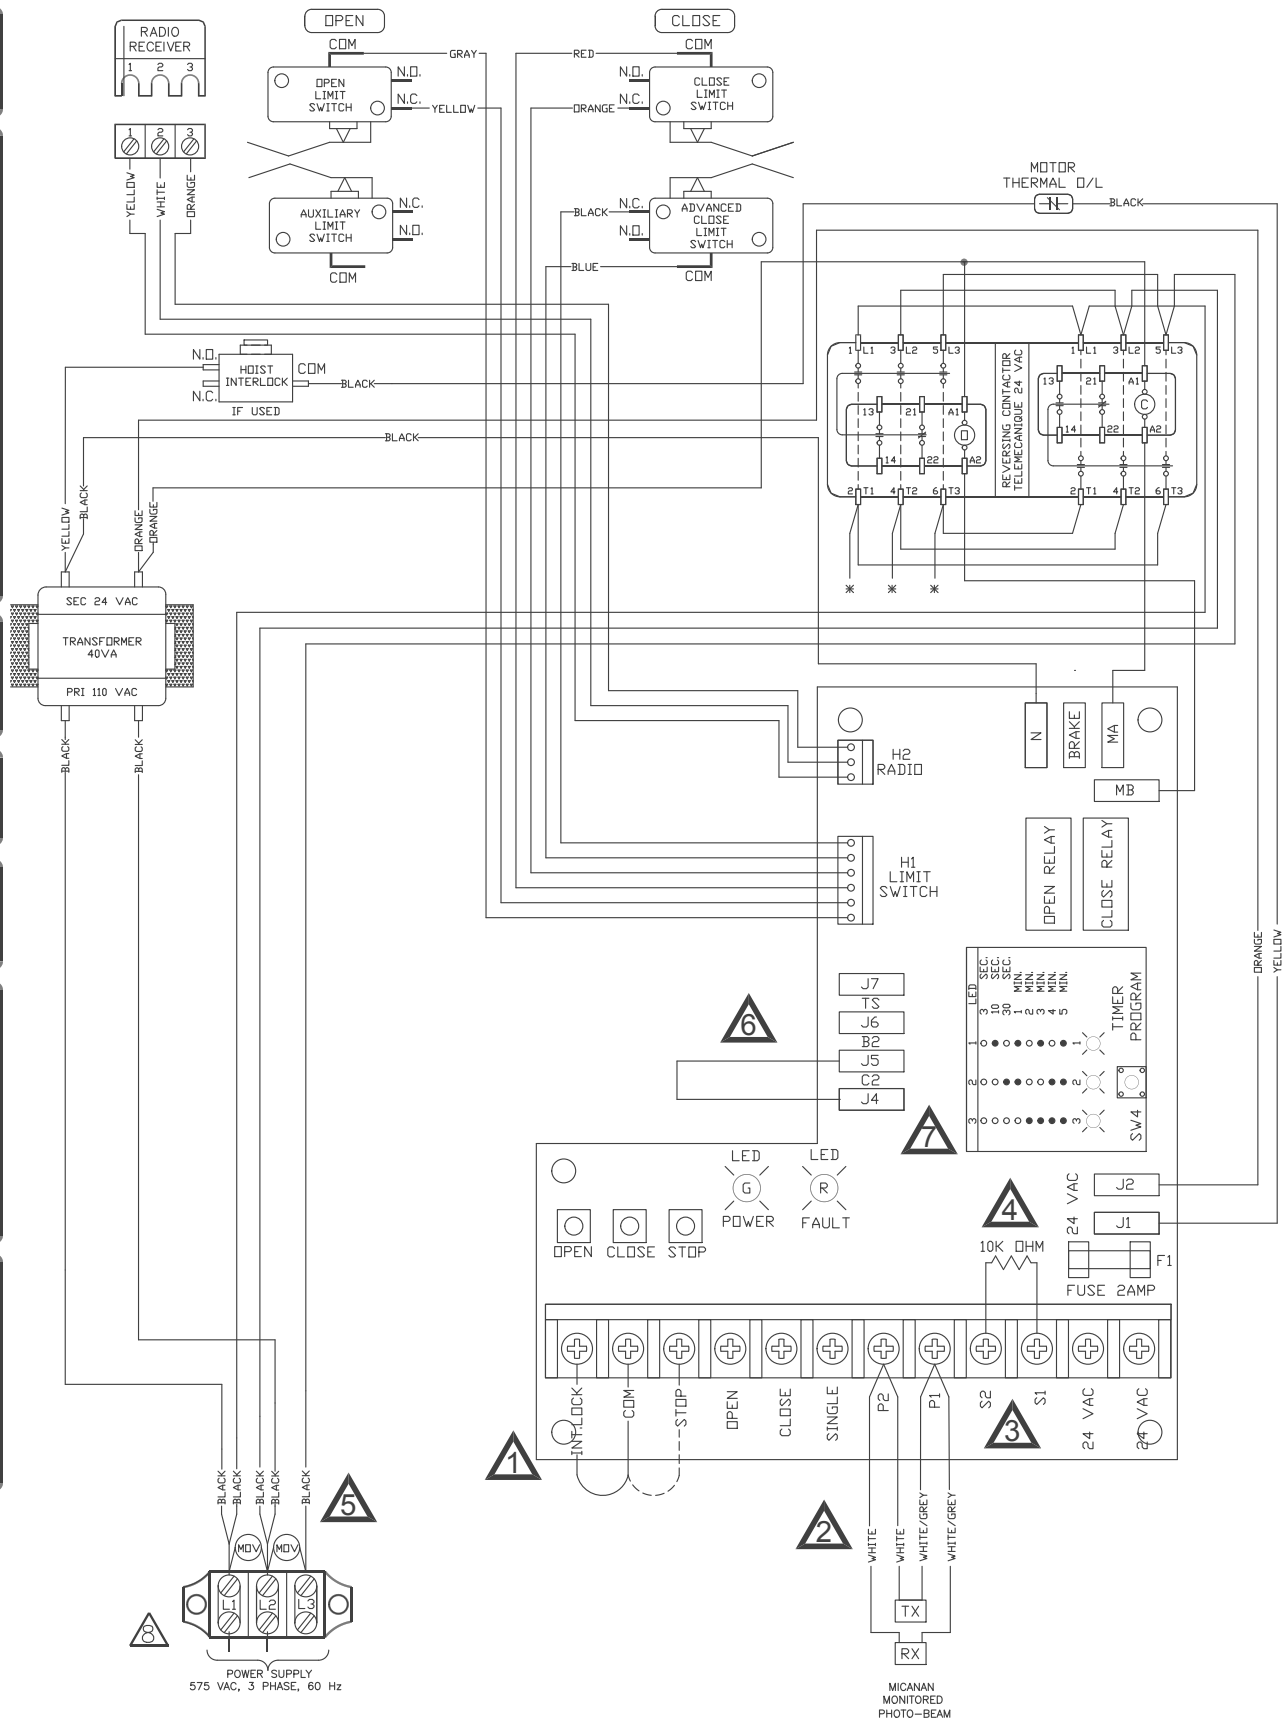 OPEN
CLOSE
RADIO
RECEIVER
1 2 3
1 2 3
YELLOW
WHITE
ORANGE
COM
GRAY
OPEN
LIMIT
SWITCH
N.O.
N.C.
YELLOW
RED
COM
N.O.
N.C.
ORANGE
CLOSE
LIMIT
SWITCH
AUXILIARY
LIMIT
SWITCH
N.C.
N.O.
COM
BLACK
N.C.
N.O.
ADVANCED
CLOSE
LIMIT
SWITCH
BLUE
COM
MOTOR
THERMAL O/L
BLACK
N.O.
N.C.
HOIST
INTERLOCK
COM
IF USED
BLACK
BLACK
1 L1 3 L2 5 L3
13 21 A1
O
14 22 A2
2 T1 4 T2 6 T3
REVERSING CONTACTOR
TELEMECANIQUE 24 VAC
1 L1 3 L2 5 L3
13 21 A1
C
14 22 A2
2 T1 4 T2 6 T3
* * *
YELLOW
BLACK
ORANGE
ORANGE
SEC 24 VAC
TRANSFORMER
40VA
PRI 110 VAC
BLACK
BLACK
N
BRAKE
MA
MB
H2
RADIO
OPEN RELAY
CLOSE RELAY
H1
LIMIT
SWITCH
ORANGE
YELLOW
J7
TS
J6
B2
J5
C2
J4
6
7
LED
3 SEC.
10 SEC.
30 SEC.
1 MIN.
2 MIN.
3 MIN.
4 MIN.
5 MIN.
1 1
2 2
3 3
TIMER
PROGRAM
SW4
LED
G
POWER
LED
R
FAULT
OPEN
CLOSE
STOP
4
10K OHM
24 VAC
J2
J1
F1
FUSE 2AMP
INT.LOCK
COM
STOP
OPEN
CLOSE
SINGLE
P2
P1
S2
S1
24 VAC
24 VAC
1
3
2
WHITE
WHITE
WHITE/GREY
WHITE/GREY
TX
RX
MICANAN
MONITORED
PHOTO-BEAM
BLACK
BLACK
BLACK
BLACK
BLACK
5
MOV
MOV
L1
L2
L3
8
POWER SUPPLY
575 VAC, 3 PHASE, 60 Hz